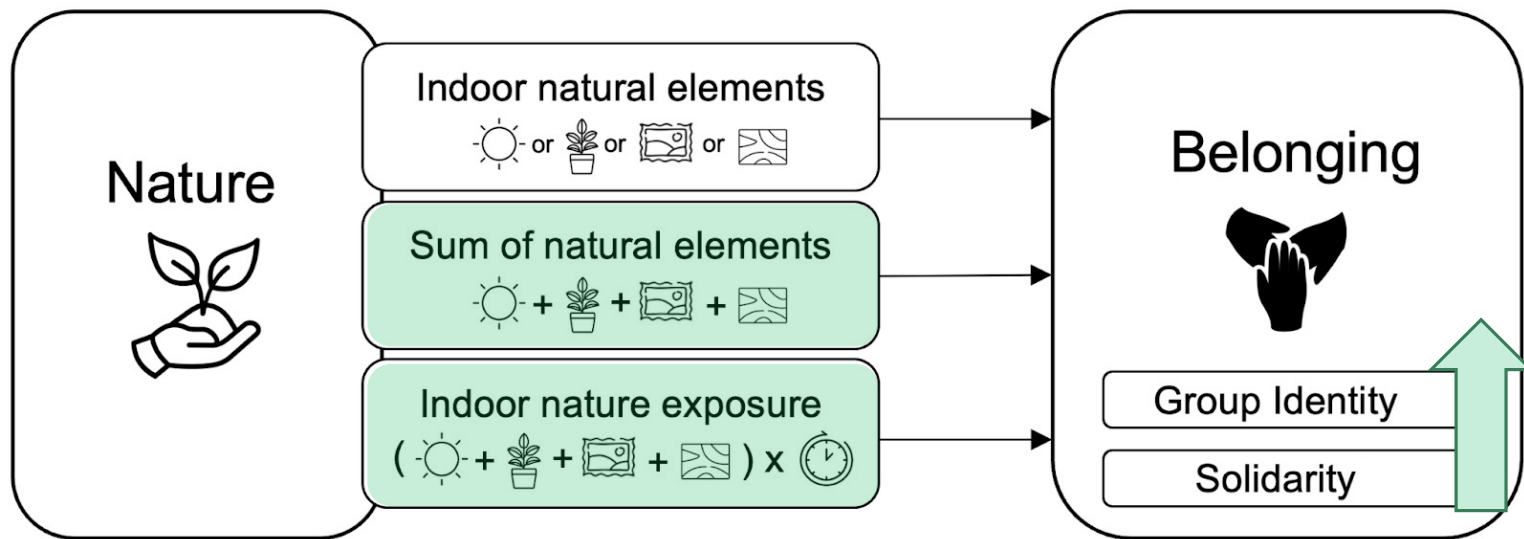 Nature
Indoor natural elements
or or or
Sum of natural elements
+ + +
Indoor nature exposure
( + + + ) x
Belonging
Group Identity
Solidarity